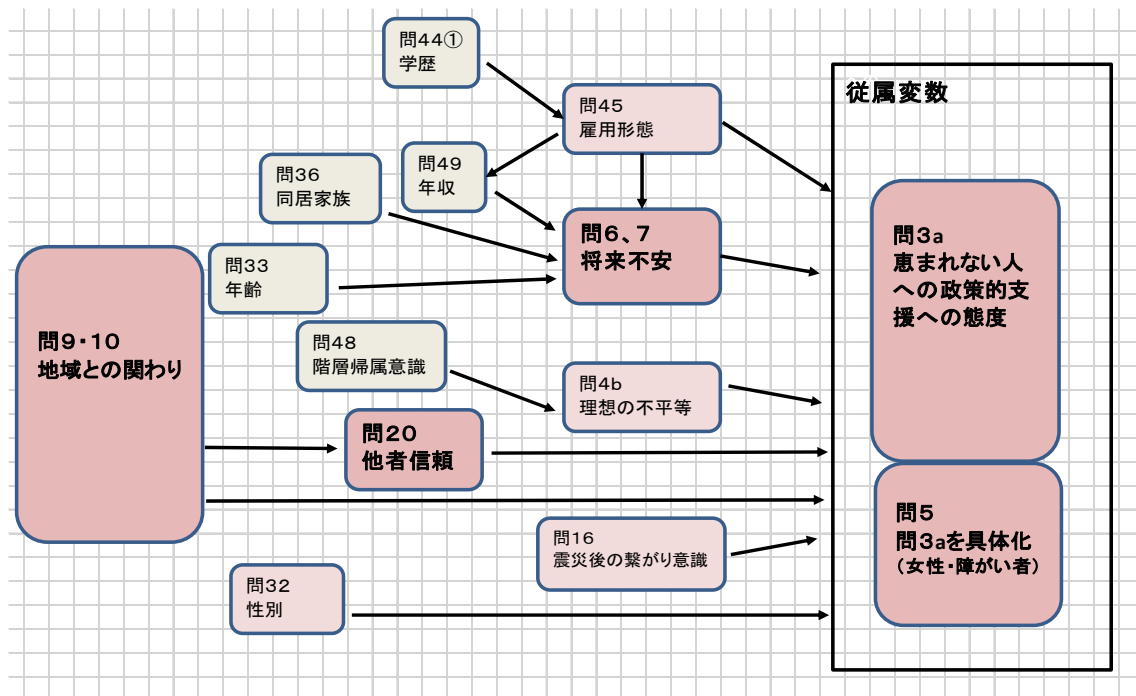 問44①
学歴
従属変数
問45
雇用形態
問49
年収
問36
同居家族
問6、7
将来不安
問3a
恵まれない人
への政策的支
援への態度
問33
年齢
問9・10
地域との関わり
問48
階層帰属意識
問4b
理想の不平等
問20
他者信頼
問5
問3aを具体化
（女性・障がい者）
問16
震災後の繋がり意識
問32
性別